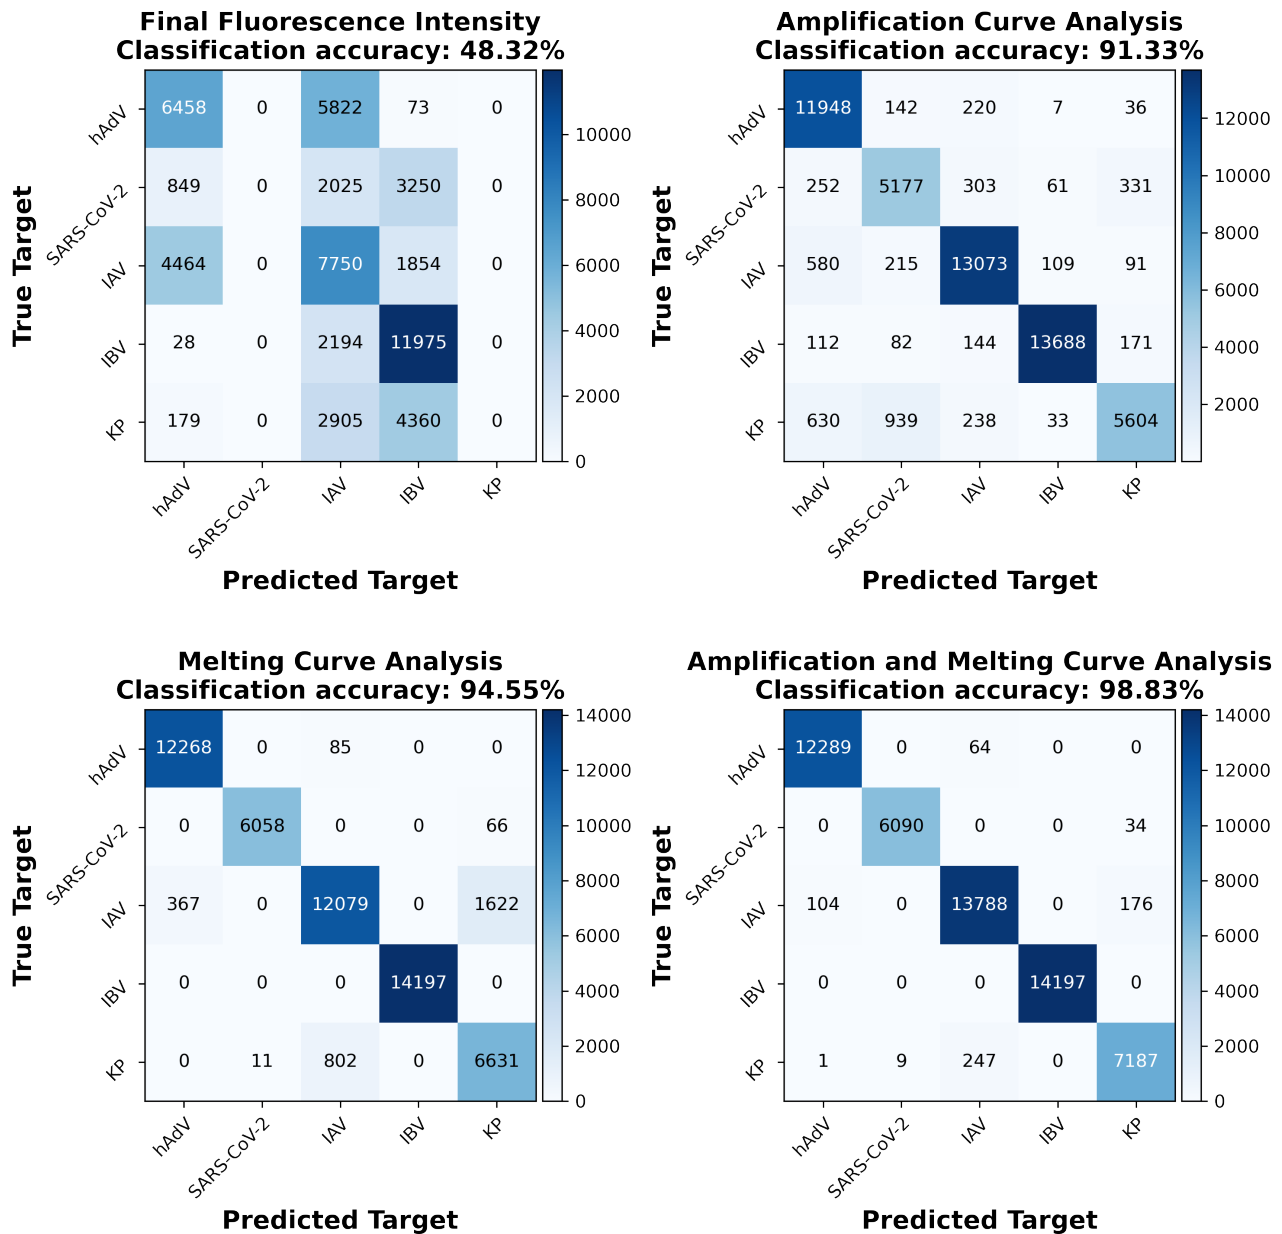 Final Fluorescence Intensity
Classification accuracy: 48.32%
True Target
hAdV 6458 0 5822 73 0
SARS-CoV-2 849 0 2025 3250 0
IAV 4464 0 7750 1854 0
IBV 28 0 2194 11975 0
KP 179 0 2905 4360 0
hAdV SARS-CoV-2 IAV IBV KP
Predicted Target
10000
8000
6000
4000
2000
0
Amplification Curve Analysis
Classification accuracy: 91.33%
True Target
hAdV 11948 142 220 7 36
SARS-CoV-2 252 5177 303 61 331
IAV 580 215 13073 109 91
IBV 112 82 144 13688 171
KP 630 939 238 33 5604
hAdV SARS-CoV-2 IAV IBV KP
Predicted Target
12000
10000
8000
6000
4000
2000
Melting Curve Analysis
Classification accuracy: 94.55%
True Target
hAdV 12268 0 85 0 0
SARS-CoV-2 0 6058 0 0 66
IAV 367 0 12079 0 1622
IBV 0 0 0 14197 0
KP 0 11 802 0 6631
hAdV SARS-CoV-2 IAV IBV KP
Predicted Target
14000
12000
10000
8000
6000
4000
2000
0
Amplification and Melting Curve Analysis
Classification accuracy: 98.83%
True Target
hAdV 12289 0 64 0 0
SARS-CoV-2 0 6090 0 0 34
IAV 104 0 13788 0 176
IBV 0 0 0 14197 0
KP 1 9 247 0 7187
hAdV SARS-CoV-2 IAV IBV KP
Predicted Target
14000
12000
10000
8000
6000
4000
2000
0